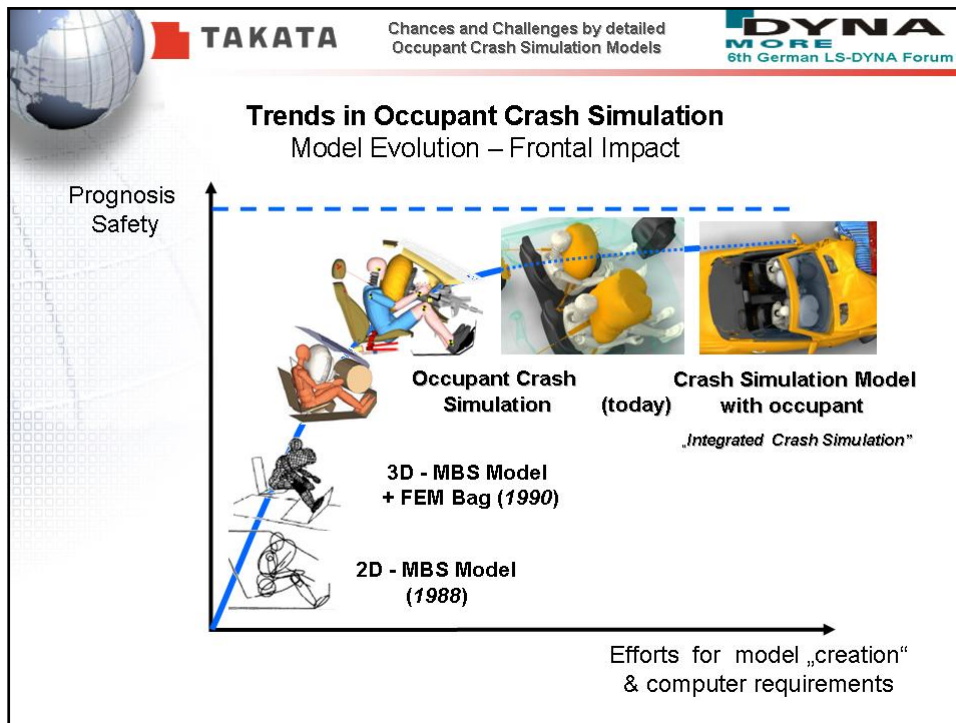 TAKATA
Chances and Challenges by detailed
Occupant Crash Simulation Models
DYNA
MORE
6th German LS-DYNA Forum
Trends in Occupant Crash Simulation
Model Evolution – Frontal Impact
Prognosis
Safety
Occupant Crash
Simulation
(today)
Crash Simulation Model
with occupant
„Integrated Crash Simulation”
3D - MBS Model
+ FEM Bag (1990)
2D - MBS Model
(1988)
Efforts for model „creation“
& computer requirements